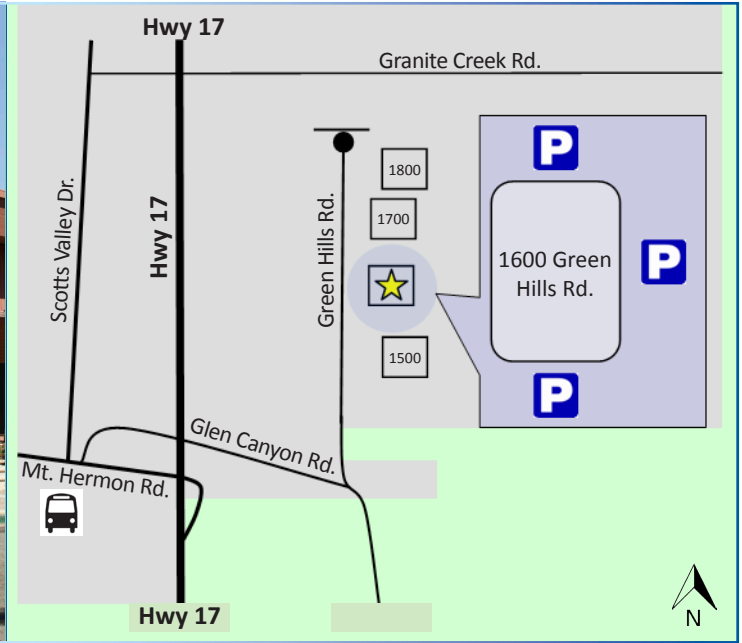 Hwy 17
Granite Creek Rd.
Scotts Valley Dr.
Hwy 17
Green Hills Rd.
1800
1700
1500
P
1600 Green
Hills Rd.
P
P
Glen Canyon Rd.
Mt. Hermon Rd.
Hwy 17
N